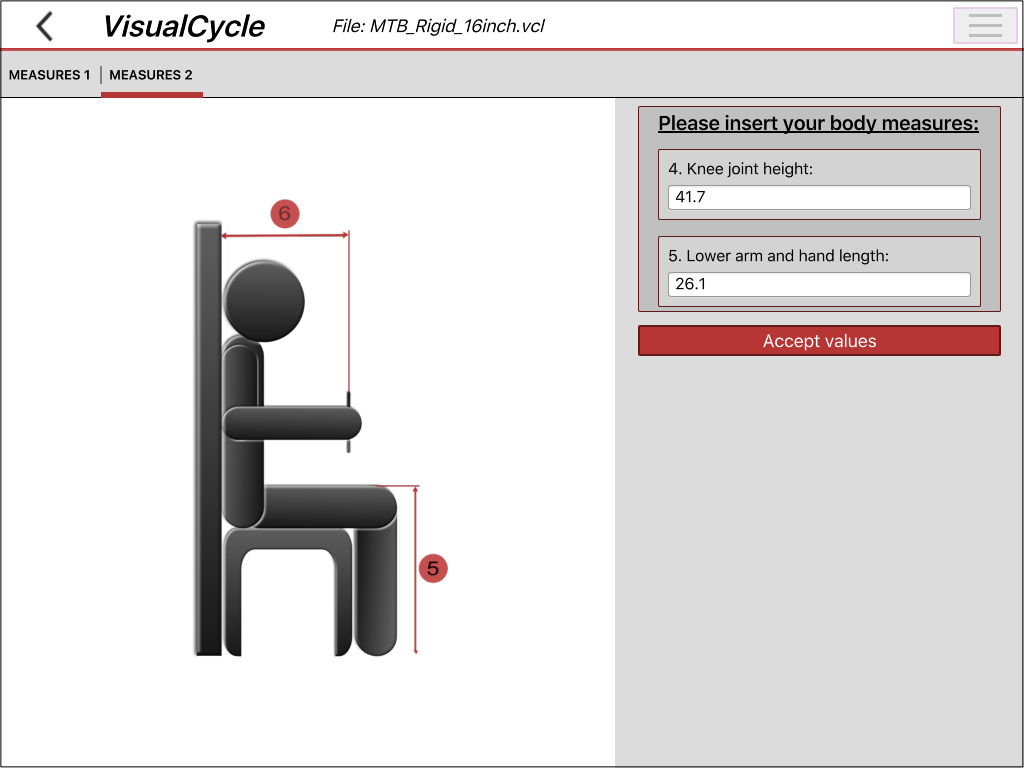 VisualCycle
File: MTB_Rigid_16inch.vcl
MEASURES 1 | MEASURES 2
Please insert your body measures:
4. Knee joint height:
41.7
5. Lower arm and hand length:
26.1
Accept values
6
5